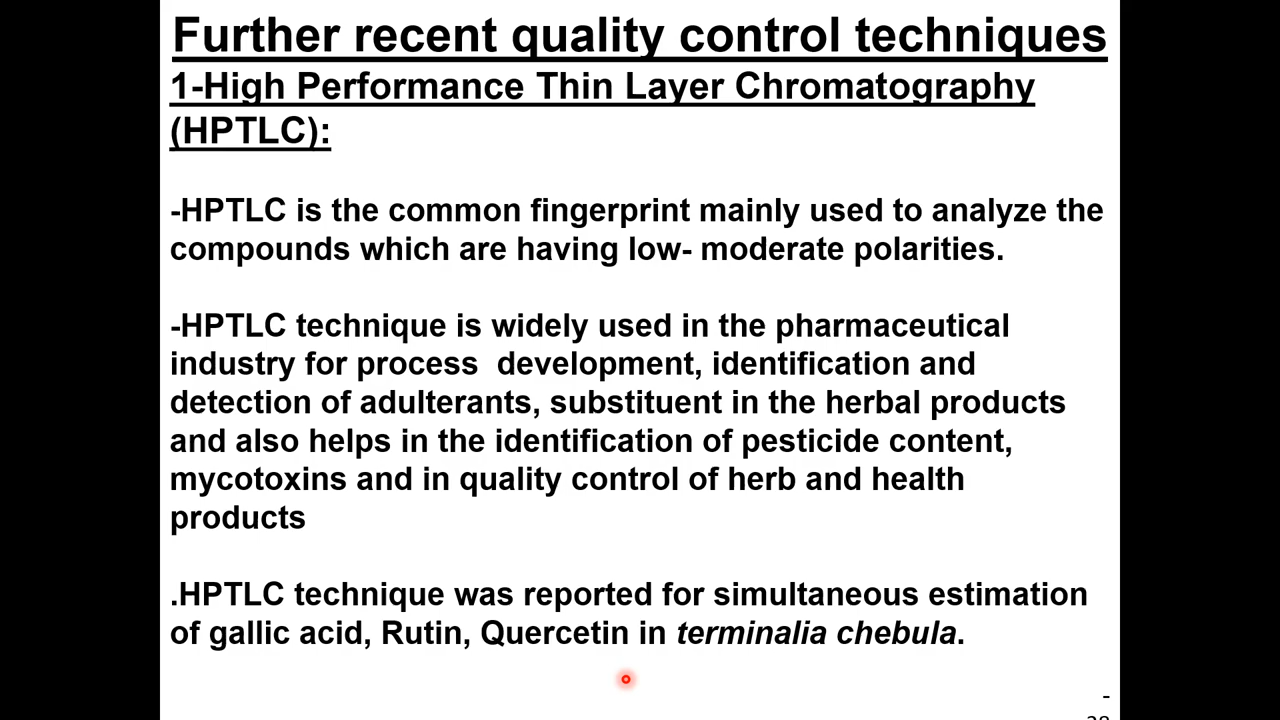 Further recent quality control techniques
1-High Performance Thin Layer Chromatography
(HPTLC):
-HPTLC is the common fingerprint mainly used to analyze the
compounds which are having low- moderate polarities.
-HPTLC technique is widely used in the pharmaceutical
industry for process  development, identification and
detection of adulterants, substituent in the herbal products
and also helps in the identification of pesticide content,
mycotoxins and in quality control of herb and health
products
.HPTLC technique was reported for simultaneous estimation
of gallic acid, Rutin, Quercetin in terminalia chebula.
-